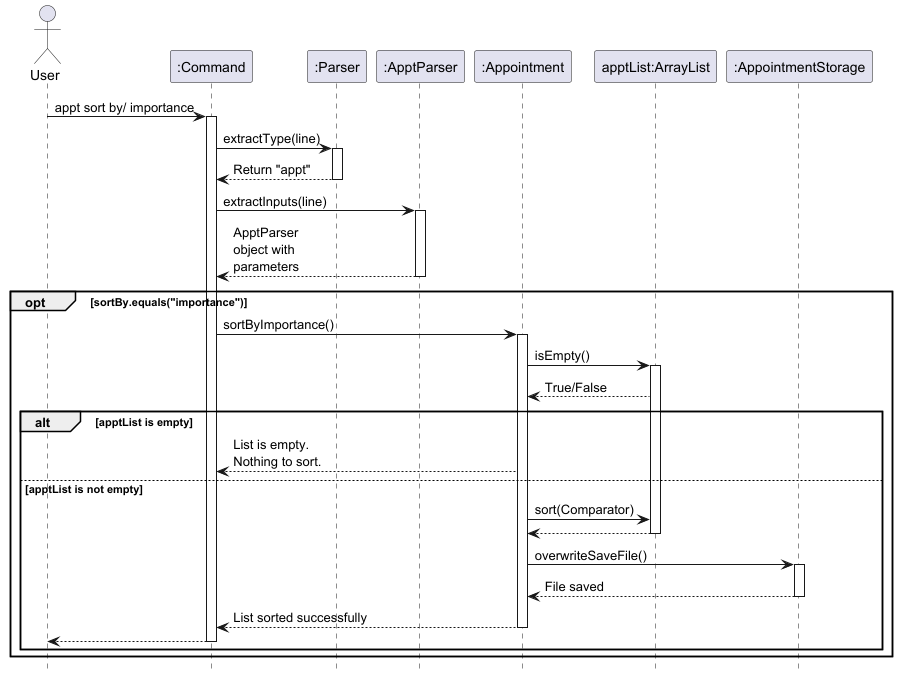 User
:Command
:Parser
:ApptParser
:Appointment
apptList:ArrayList
:AppointmentStorage
appt sort by/ importance
extractType(line)
Return "appt"
extractInputs(line)
ApptParser
object with
parameters
opt
[sortBy.equals("importance")]
sortByImportance()
isEmpty()
True/False
alt
[apptList is empty]
List is empty.
Nothing to sort.
[apptList is not empty]
sort(Comparator)
overwriteSaveFile()
File saved
List sorted successfully